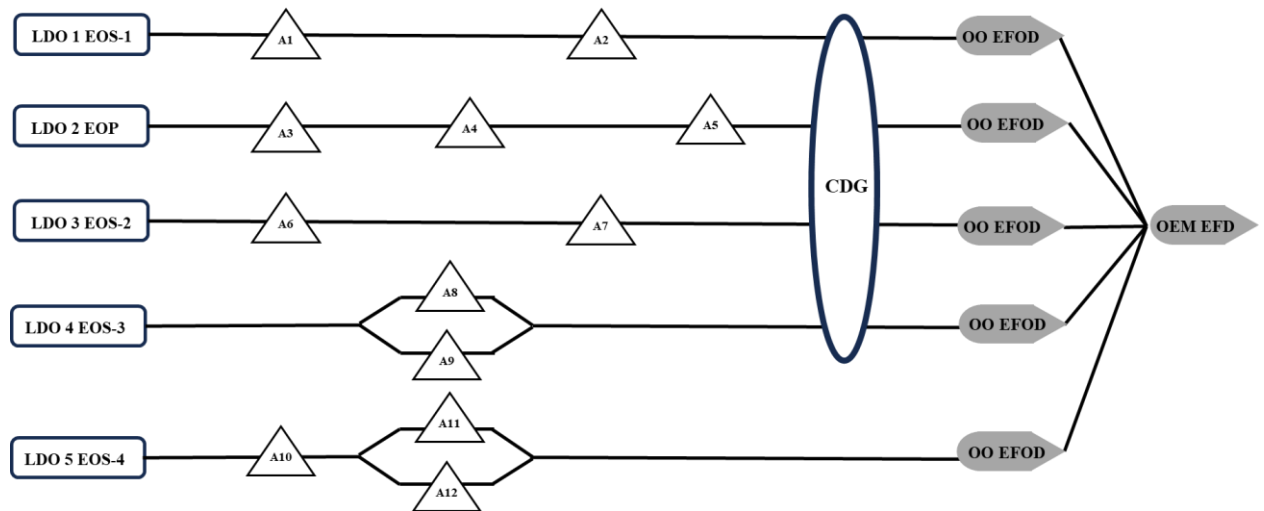 LDO 1 EOS-1
A1
A2
OO EFOD
LDO 2 EOP
A3
A4
A5
OO EFOD
CDG
LDO 3 EOS-2
A6
A7
OO EFOD
OEM EFD
A8
LDO 4 EOS-3
OO EFOD
A9
A11
LDO 5 EOS-4
A10
OO EFOD
A12